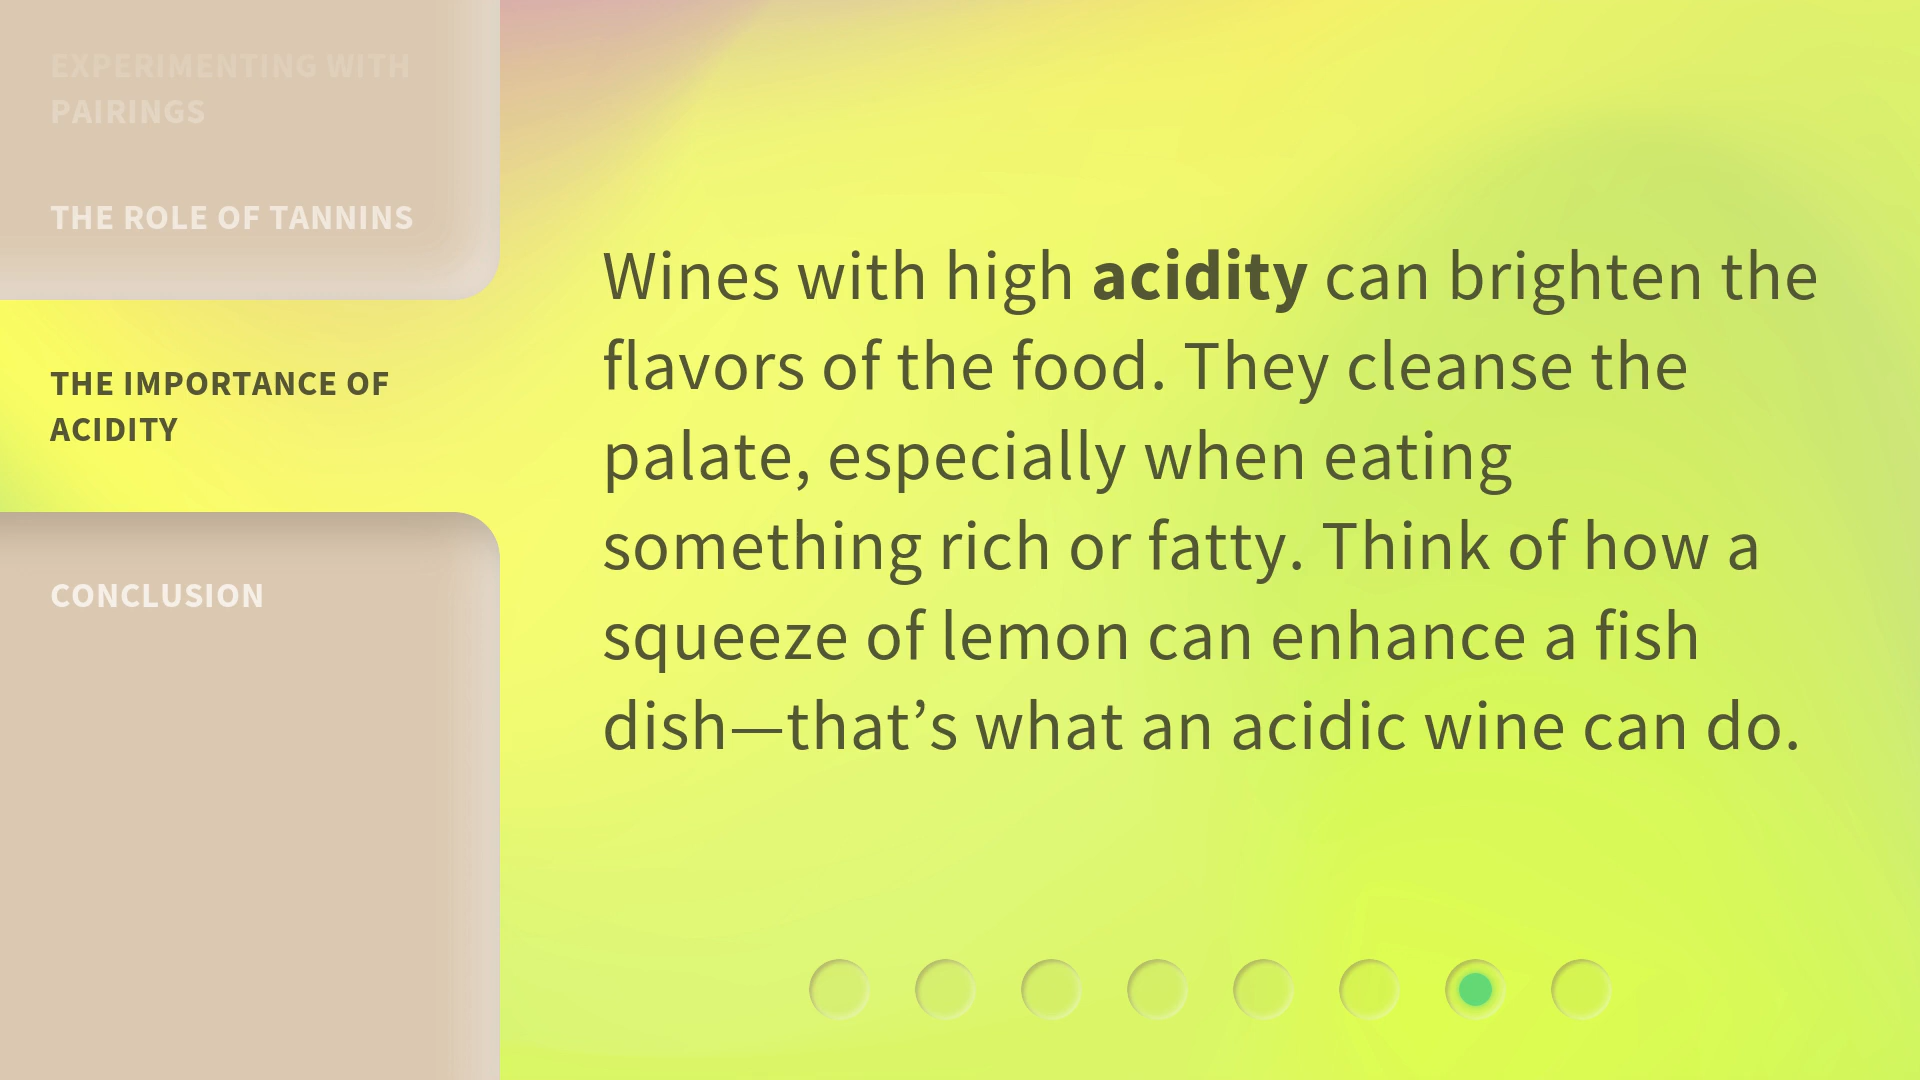 EXPERIMENTING WITH
PAIRINGS
THE ROLE OF TANNINS
THE IMPORTANCE OF
ACIDITY
CONCLUSION
Wines with high acidity can brighten the
flavors of the food. They cleanse the
palate, especially when eating
something rich or fatty. Think of how a
squeeze of lemon can enhance a fish
dish—that’s what an acidic wine can do.